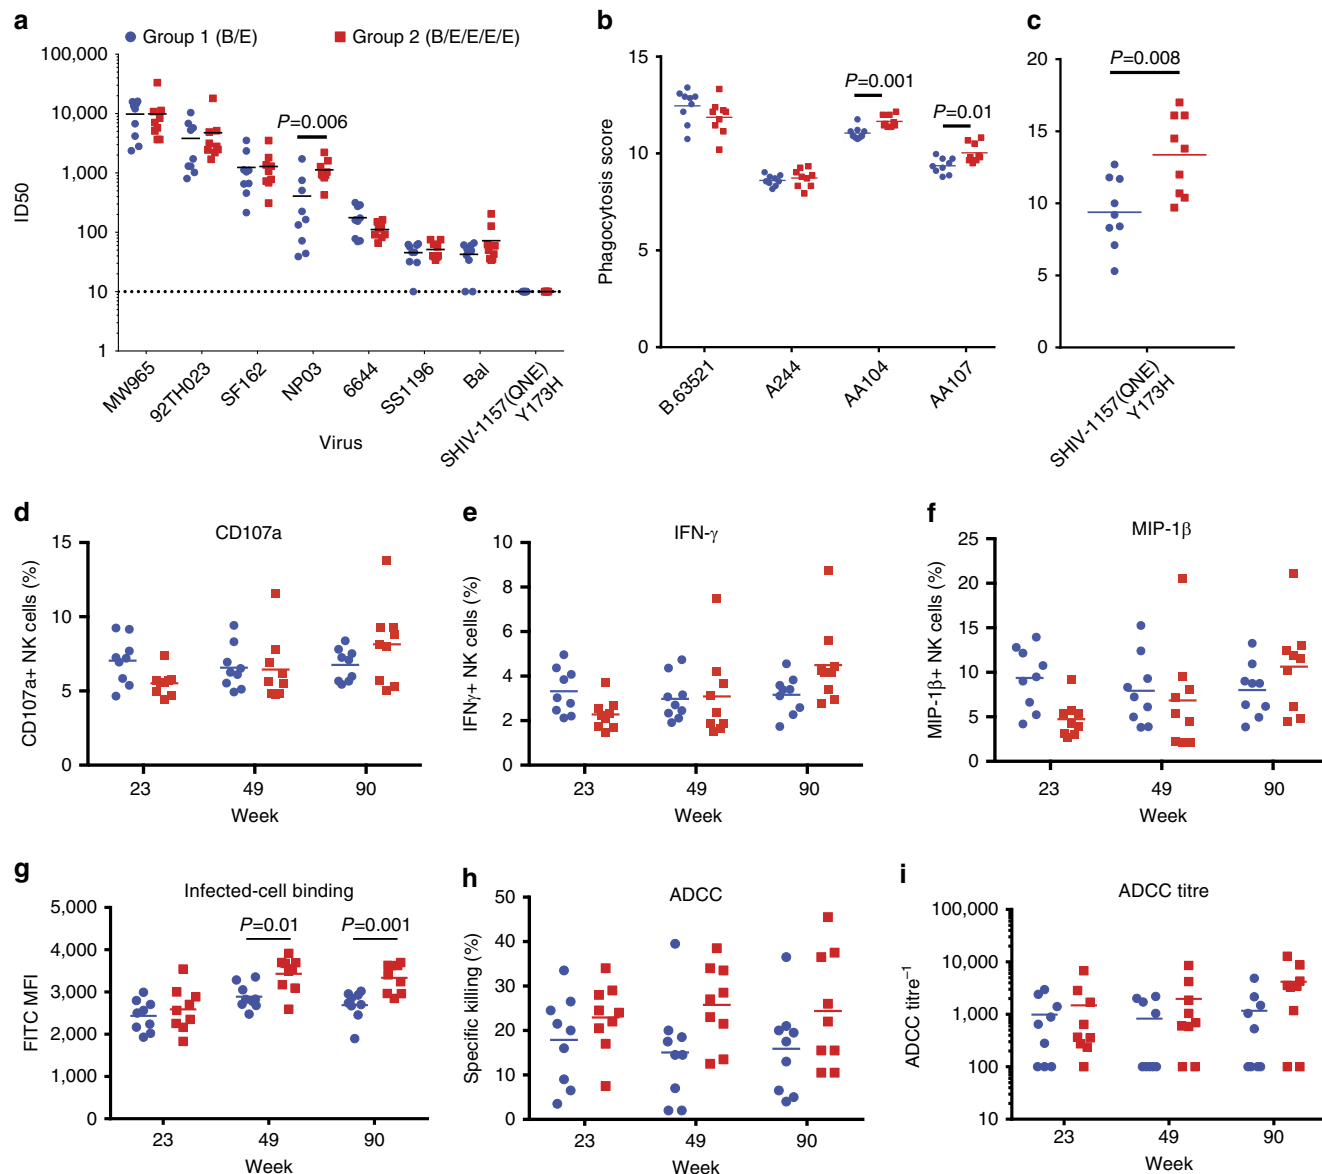 a
Group 1 (B/E)
Group 2 (B/E/E/E/E)
100,000
10,000
1,000
100
10
1
ID50
P=0.006
MW965
92TH023
SF162
NP03
6644
SS1196
Bal
SHIV-1157(QNE)
Y173H
Virus
b
15
10
5
0
Phagocytosis score
P=0.001
P=0.01
B.63521
A244
AA104
AA107
c
20
15
10
5
0
P=0.008
SHIV-1157(QNE)
Y173H
d
CD107a
15
10
5
0
CD107a+ NK cells (%)
23
49
90
Week
e
IFN-γ
10
8
6
4
2
0
IFNγ+ NK cells (%)
23
49
90
Week
f
MIP-1β
25
20
15
10
5
0
MIP-1β+ NK cells (%)
23
49
90
Week
g
Infected-cell binding
5,000
4,000
3,000
2,000
1,000
0
FITC MFI
P=0.01
P=0.001
23
49
90
Week
h
ADCC
50
40
30
20
10
0
Specific killing (%)
23
49
90
Week
i
ADCC titre
100,000
10,000
1,000
100
10
ADCC titre⁻¹
23
49
90
Week